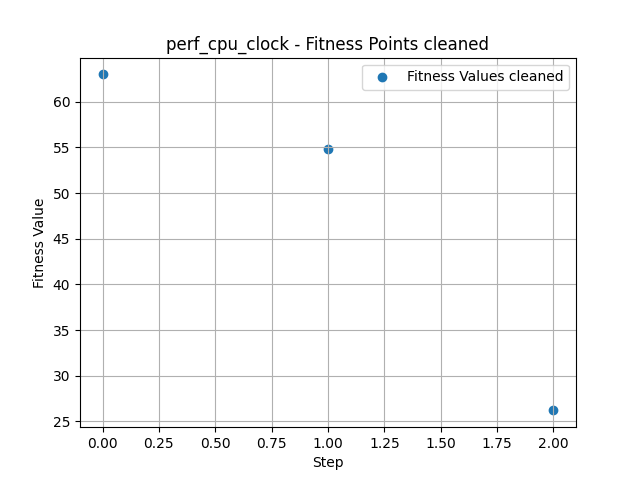 perf_cpu_clock - Fitness Points cleaned
Fitness Values cleaned
Fitness Value
60
55
50
45
40
35
30
25
0.00 0.25 0.50 0.75 1.00 1.25 1.50 1.75 2.00
Step